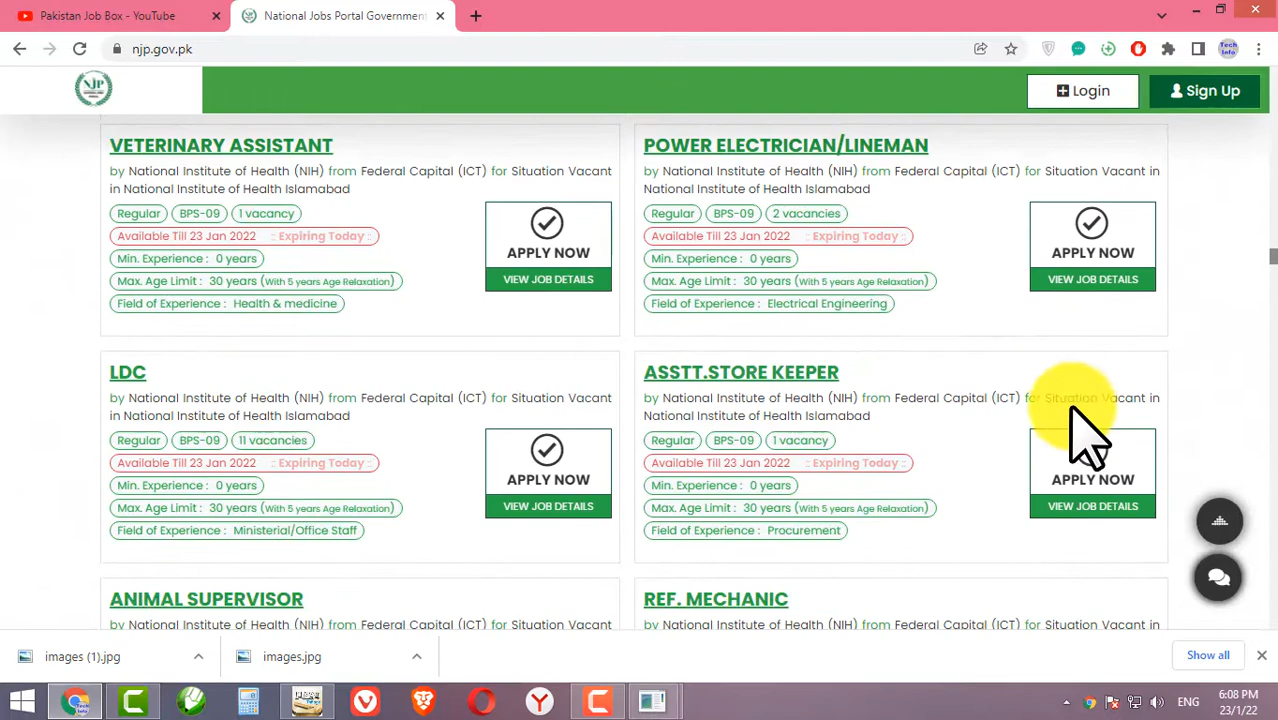 Pakistan Job Box - YouTube
National Jobs Portal Government
njp.gov.pk
Tech
Info
NJP
Login
Sign Up
VETERINARY ASSISTANT
by National Institute of Health (NIH) from Federal Capital (ICT) for Situation Vacant
in National Institute of Health Islamabad
Regular BPS-09 1 vacancy
Available Till 23 Jan 2022 :: Expiring Today ::
Min. Experience : 0 years
Max. Age Limit : 30 years (With 5 years Age Relaxation)
Field of Experience : Health & medicine
APPLY NOW
VIEW JOB DETAILS
POWER ELECTRICIAN/LINEMAN
by National Institute of Health (NIH) from Federal Capital (ICT) for Situation Vacant in
National Institute of Health Islamabad
Regular BPS-09 2 vacancies
Available Till 23 Jan 2022 :: Expiring Today ::
Min. Experience : 0 years
Max. Age Limit : 30 years (With 5 years Age Relaxation)
Field of Experience : Electrical Engineering
APPLY NOW
VIEW JOB DETAILS
LDC
by National Institute of Health (NIH) from Federal Capital (ICT) for Situation Vacant
in National Institute of Health Islamabad
Regular BPS-09 11 vacancies
Available Till 23 Jan 2022 :: Expiring Today ::
Min. Experience : 0 years
Max. Age Limit : 30 years (With 5 years Age Relaxation)
Field of Experience : Ministerial/Office Staff
APPLY NOW
VIEW JOB DETAILS
ASSTT.STORE KEEPER
by National Institute of Health (NIH) from Federal Capital (ICT) for Situation Vacant in
National Institute of Health Islamabad
Regular BPS-09 1 vacancy
Available Till 23 Jan 2022 :: Expiring Today ::
Min. Experience : 0 years
Max. Age Limit : 30 years (With 5 years Age Relaxation)
Field of Experience : Procurement
APPLY NOW
VIEW JOB DETAILS
ANIMAL SUPERVISOR
by National Institute of Health (NIH) from Federal Capital (ICT) for Situation Vacant
REF. MECHANIC
by National Institute of Health (NIH) from Federal Capital (ICT) for Situation Vacant in
images (1).jpg
images.jpg
Show all
ENG
6:08 PM
23/1/22